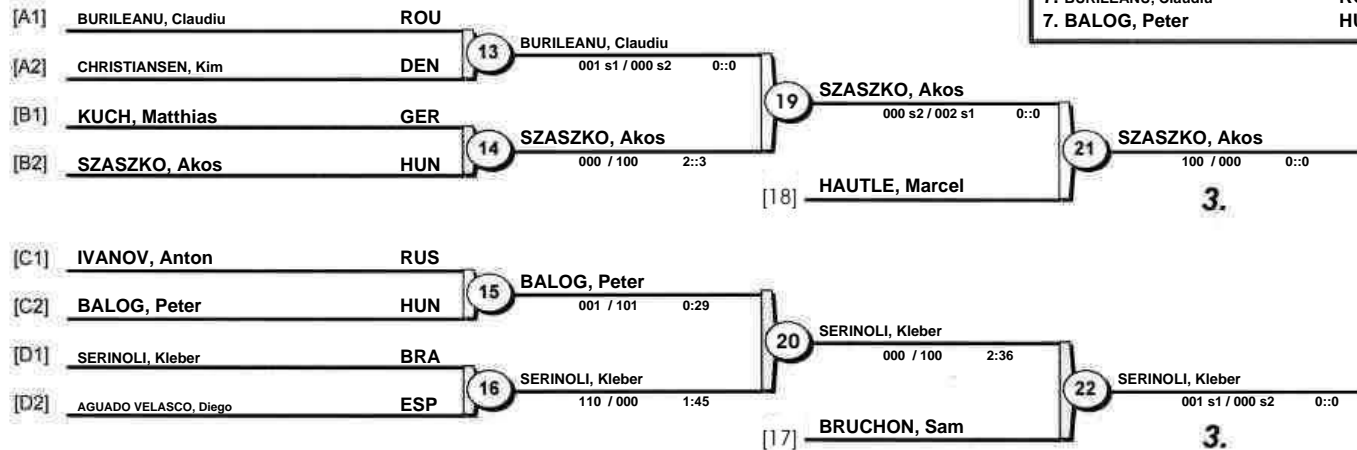 7. BURILEANU, Claudiu
7. BALOG, Peter HU
[A1] BURILEANU, Claudiu ROU
13 BURILEANU, Claudiu
001 s1 / 000 s2 0::0
[A2] CHRISTIANSEN, Kim DEN
19 SZASZKO, Akos
000 s2 / 002 s1 0::0
[B1] KUCH, Matthias GER
14 SZASZKO, Akos
000 / 100 2::3
21 SZASZKO, Akos
100 / 000 0::0
[B2] SZASZKO, Akos HUN
[18] HAUTLE, Marcel
3.
[C1] IVANOV, Anton RUS
15 BALOG, Peter
001 / 101 0:29
[C2] BALOG, Peter HUN
20 SERINOLI, Kleber
000 / 100 2:36
[D1] SERINOLI, Kleber BRA
16 SERINOLI, Kleber
110 / 000 1:45
22 SERINOLI, Kleber
001 s1 / 000 s2 0::0
[D2] AGUADO VELASCO, Diego ESP
[17] BRUCHON, Sam
3.